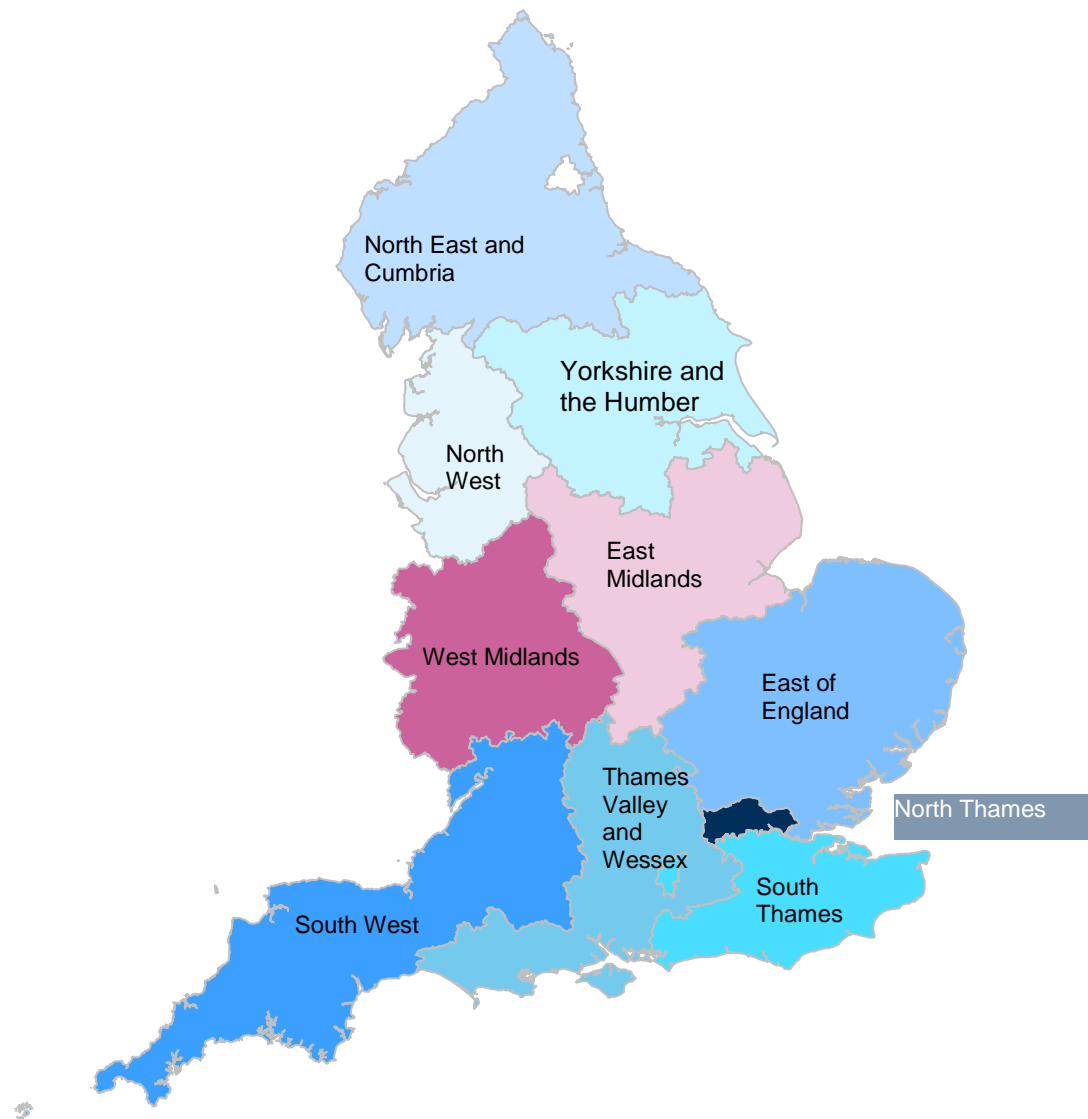 North East and
Cumbria
Yorkshire and
the Humber
North
West
East
Midlands
West Midlands
East of
England
Thames
Valley
and
Wessex
North Thames
South
Thames
South West